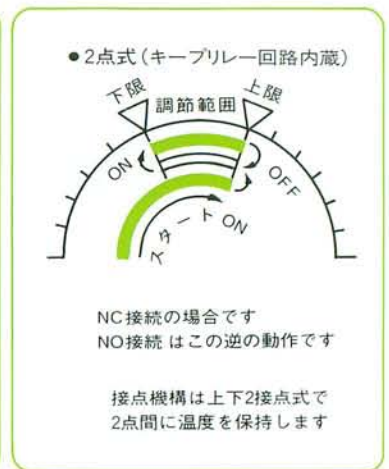 ●2点式(キープリレー回路内蔵)
下限
調節範囲
上限
ON
OFF
スタートON
NC接続の場合です
NO接続はこの逆の動作です
接点機構は上下2接点式で
2点間に温度を保持します